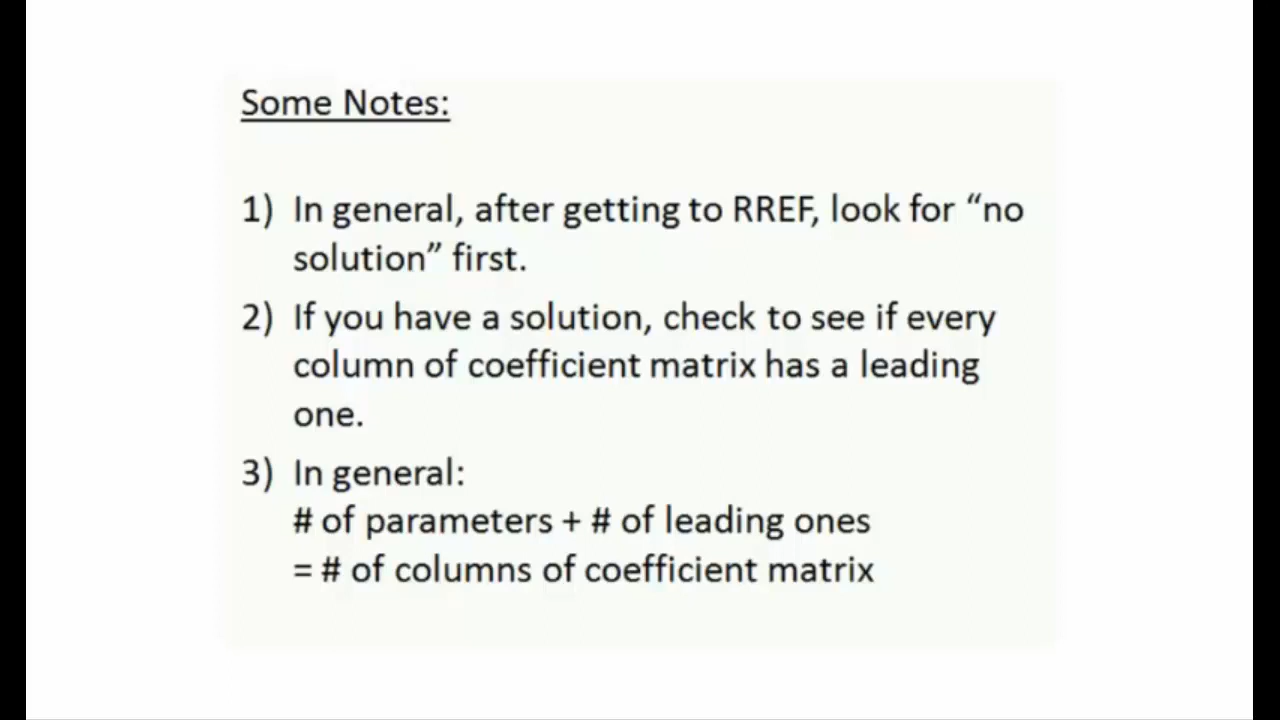 Some Notes:
1) In general, after getting to RREF, look for “no
solution” first.
2) If you have a solution, check to see if every
column of coefficient matrix has a leading
one.
3) In general:
# of parameters + # of leading ones
= # of columns of coefficient matrix